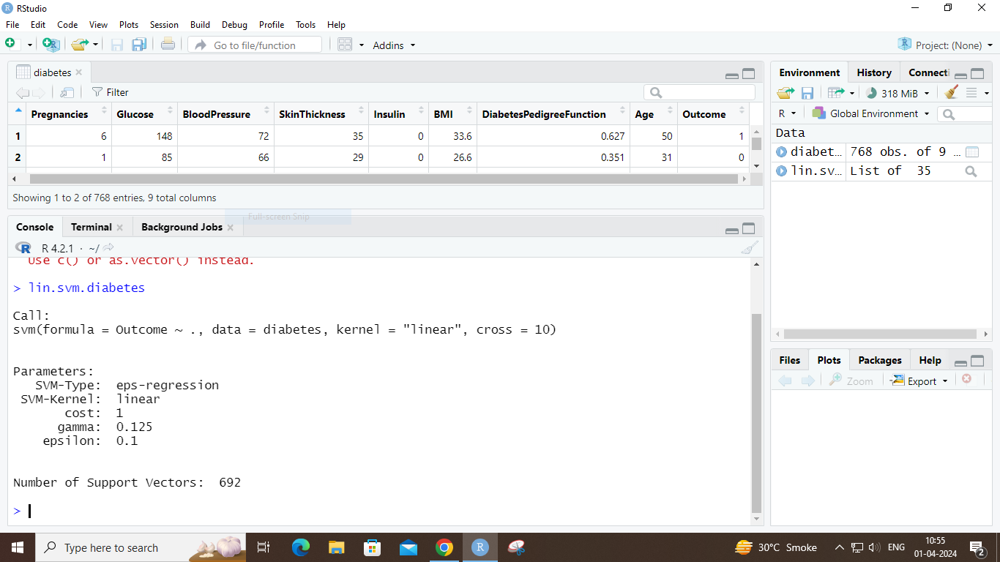 RStudio
File Edit Code View Plots Session Build Debug Profile Tools Help
Go to file/function Addins Project: (None)
diabetes
Filter
Pregnancies Glucose BloodPressure SkinThickness Insulin BMI DiabetesPedigreeFunction Age Outcome
1 6 148 72 35 0 33.6 0.627 50 1
2 1 85 66 29 0 26.6 0.351 31 0
Showing 1 to 2 of 768 entries, 9 total columns
Full-screen Snip
Console Terminal Background Jobs
R 4.2.1 · ~/
Use c() or as.vector() instead.
> lin.svm.diabetes
Call:
svm(formula = Outcome ~ ., data = diabetes, kernel = "linear", cross = 10)
Parameters:
SVM-Type: eps-regression
SVM-Kernel: linear
cost: 1
gamma: 0.125
epsilon: 0.1
Number of Support Vectors: 692
>
Environment History Connecti
318 MiB
R Global Environment
Data
diabet… 768 obs. of 9 …
lin.sv… List of 35
Files Plots Packages Help
Zoom Export
Type here to search
30°C Smoke ENG 10:55
01-04-2024 2